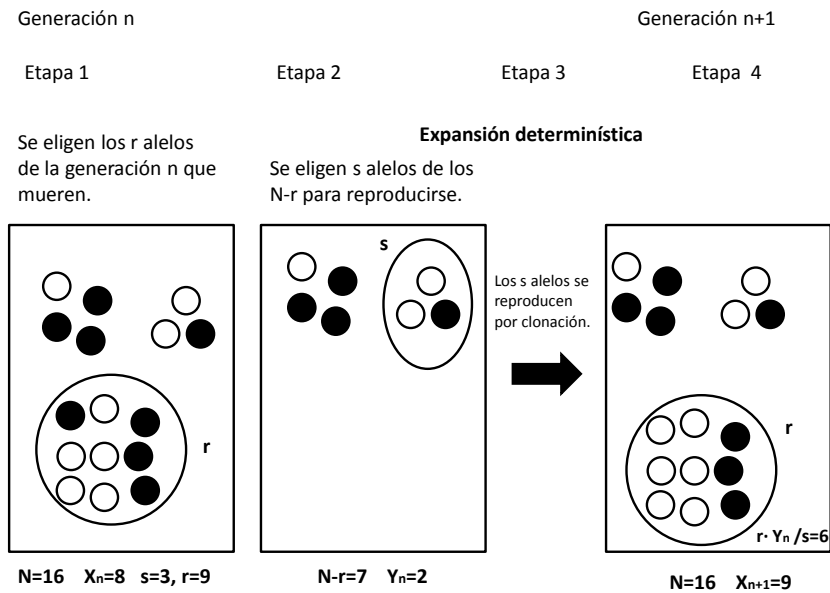 Generación n
Generación n+1
Etapa 1
Etapa 2
Etapa 3
Etapa 4
Se eligen los r alelos
de la generación n que
mueren.
Expansión determinística
Se eligen s alelos de los
N-r para reproducirse.
s
Los s alelos se
reproducen
por clonación.
r
r
r· Yn /s=6
N=16 Xn=8 s=3, r=9
N-r=7 Yn=2
N=16 Xn+1=9